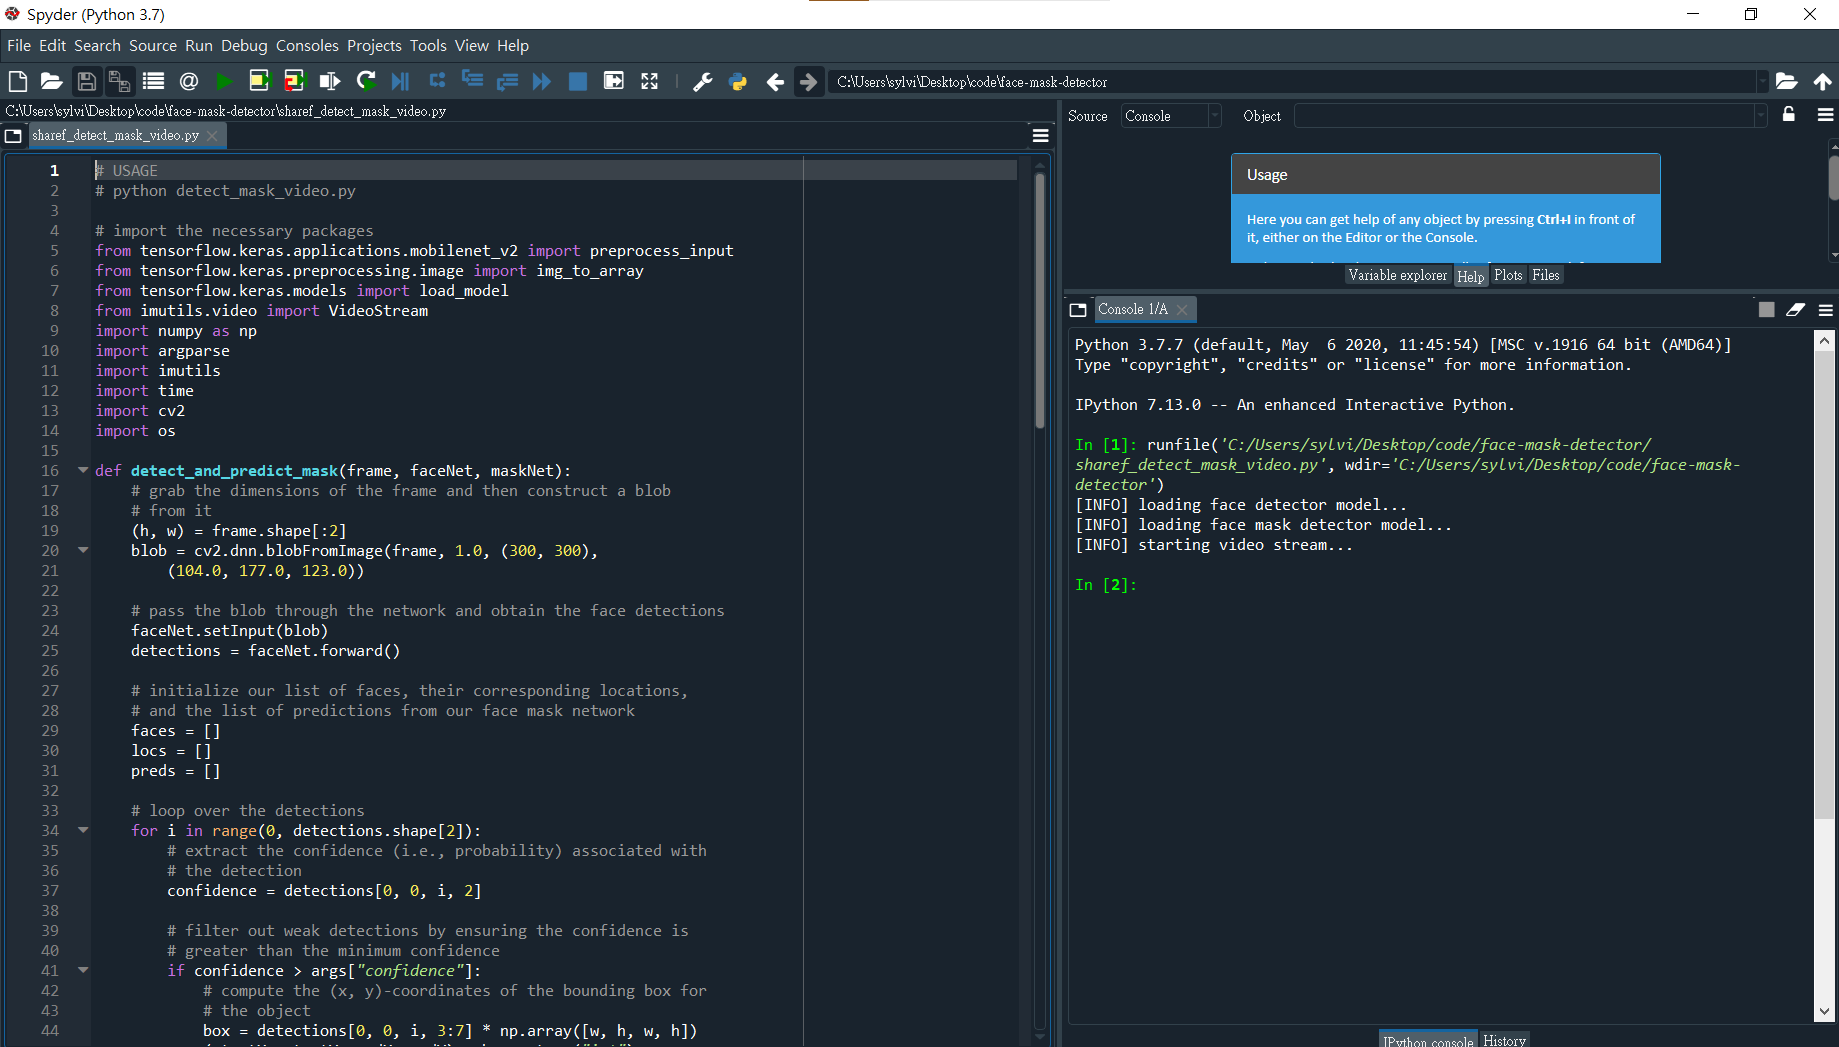 Spyder (Python 3.7)
File Edit Search Source Run Debug Consoles Projects Tools View Help
C:\Users\sylvi\Desktop\code\face-mask-detector
C:\Users\sylvi\Desktop\code\face-mask-detector\sharef_detect_mask_video.py
sharef_detect_mask_video.py
1 # USAGE
2 # python detect_mask_video.py
3
4 # import the necessary packages
5 from tensorflow.keras.applications.mobilenet_v2 import preprocess_input
6 from tensorflow.keras.preprocessing.image import img_to_array
7 from tensorflow.keras.models import load_model
8 from imutils.video import VideoStream
9 import numpy as np
10 import argparse
11 import imutils
12 import time
13 import cv2
14 import os
15
16 def detect_and_predict_mask(frame, faceNet, maskNet):
17 # grab the dimensions of the frame and then construct a blob
18 # from it
19 (h, w) = frame.shape[:2]
20 blob = cv2.dnn.blobFromImage(frame, 1.0, (300, 300),
21 (104.0, 177.0, 123.0))
22
23 # pass the blob through the network and obtain the face detections
24 faceNet.setInput(blob)
25 detections = faceNet.forward()
26
27 # initialize our list of faces, their corresponding locations,
28 # and the list of predictions from our face mask network
29 faces = []
30 locs = []
31 preds = []
32
33 # loop over the detections
34 for i in range(0, detections.shape[2]):
35 # extract the confidence (i.e., probability) associated with
36 # the detection
37 confidence = detections[0, 0, i, 2]
38
39 # filter out weak detections by ensuring the confidence is
40 # greater than the minimum confidence
41 if confidence > args["confidence"]:
42 # compute the (x, y)-coordinates of the bounding box for
43 # the object
44 box = detections[0, 0, i, 3:7] * np.array([w, h, w, h])
Source Console Object
Usage
Here you can get help of any object by pressing Ctrl+I in front of
it, either on the Editor or the Console.
Variable explorer Help Plots Files
Console 1/A
Python 3.7.7 (default, May  6 2020, 11:45:54) [MSC v.1916 64 bit (AMD64)]
Type "copyright", "credits" or "license" for more information.
IPython 7.13.0 -- An enhanced Interactive Python.
In [1]: runfile('C:/Users/sylvi/Desktop/code/face-mask-detector/
sharef_detect_mask_video.py', wdir='C:/Users/sylvi/Desktop/code/face-mask-
detector')
[INFO] loading face detector model...
[INFO] loading face mask detector model...
[INFO] starting video stream...
In [2]:
IPython console History